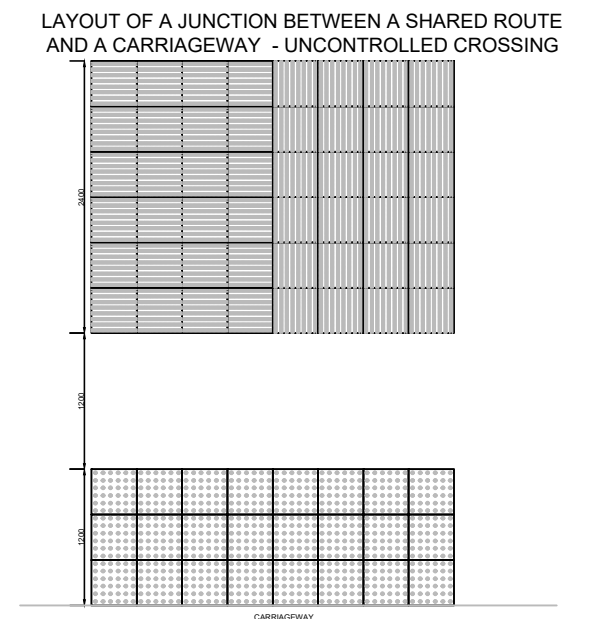 LAYOUT OF A JUNCTION BETWEEN A SHARED ROUTE
AND A CARRIAGEWAY - UNCONTROLLED CROSSING
2400
1200
1200
CARRIAGEWAY